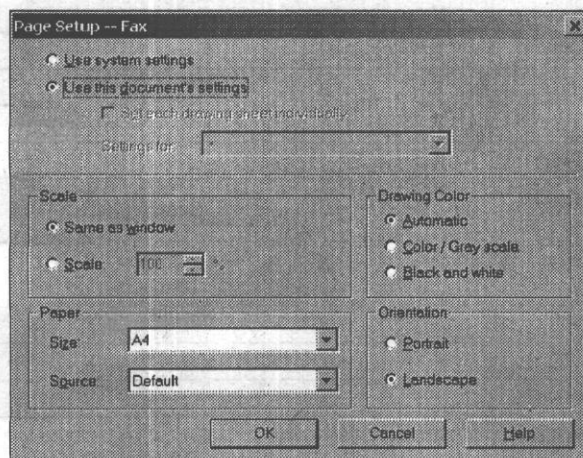 Page Setup -- Fax
Use system settings
Use this document's settings
Set each drawing sheet individually
Settings for:
Scale
Same as window
Scale 100 %
Drawing Color
Automatic
Color / Gray scale
Black and white
Paper
Size: A4
Source: Default
Orientation
Portrait
Landscape
OK Cancel Help